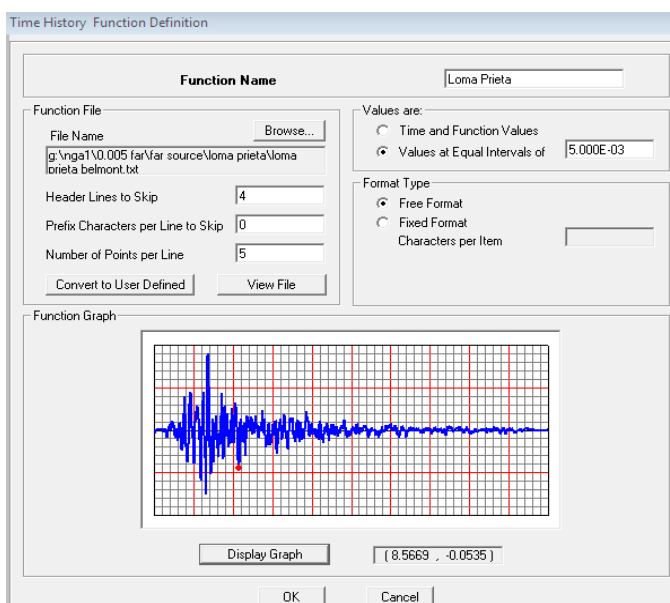 Time History Function Definition
Function Name
Loma Prieta
Function File
File Name
Browse...
g:\nga1\0.005 far\far source\loma prieta\loma
prieta belmont.txt
Header Lines to Skip
4
Prefix Characters per Line to Skip
0
Number of Points per Line
5
Convert to User Defined
View File
Values are:
Time and Function Values
Values at Equal Intervals of
5.000E-03
Format Type
Free Format
Fixed Format
Characters per Item
Function Graph
Display Graph
( 8.5669 , -0.0535 )
OK
Cancel